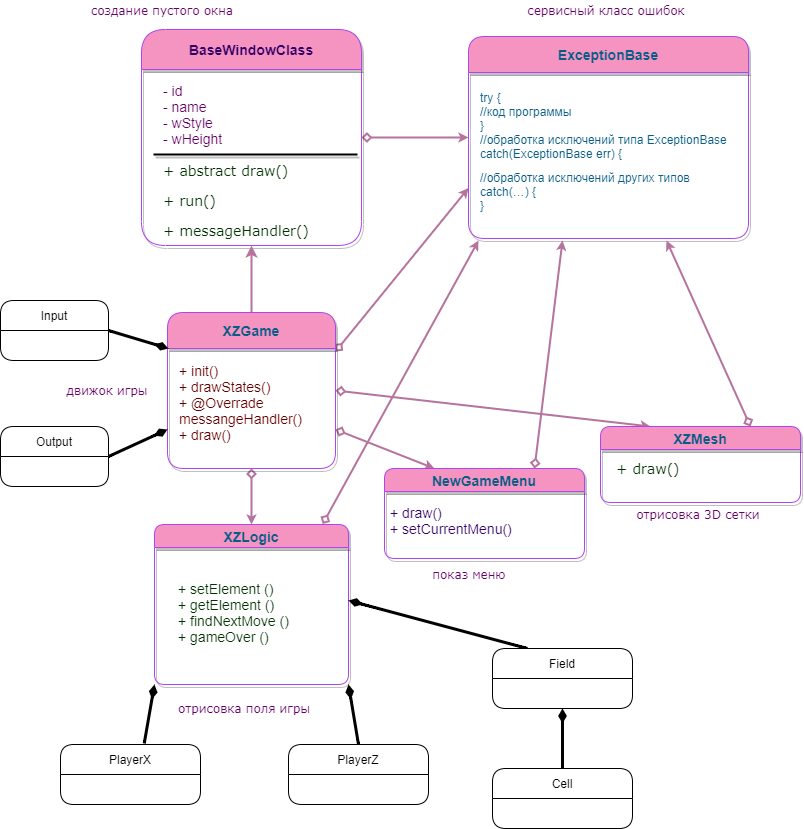 создание пустого окна
сервисный класс ошибок
BaseWindowClass
- id
- name
- wStyle
- wHeight
+ abstract draw()
+ run()
+ messageHandler()
ExceptionBase
try {
//код программы
}
//обработка исключений типа ExceptionBase
catch(ExceptionBase err) {
//обработка исключений других типов
catch(...) {
}
Input
XZGame
+ init()
+ drawStates()
+ @Overrade
messangeHandler()
+ draw()
движок игры
Output
XZMesh
+ draw()
отрисовка 3D сетки
NewGameMenu
+ draw()
+ setCurrentMenu()
показ меню
XZLogic
+ setElement ()
+ getElement ()
+ findNextMove ()
+ gameOver ()
отрисовка поля игры
Field
PlayerX
PlayerZ
Cell